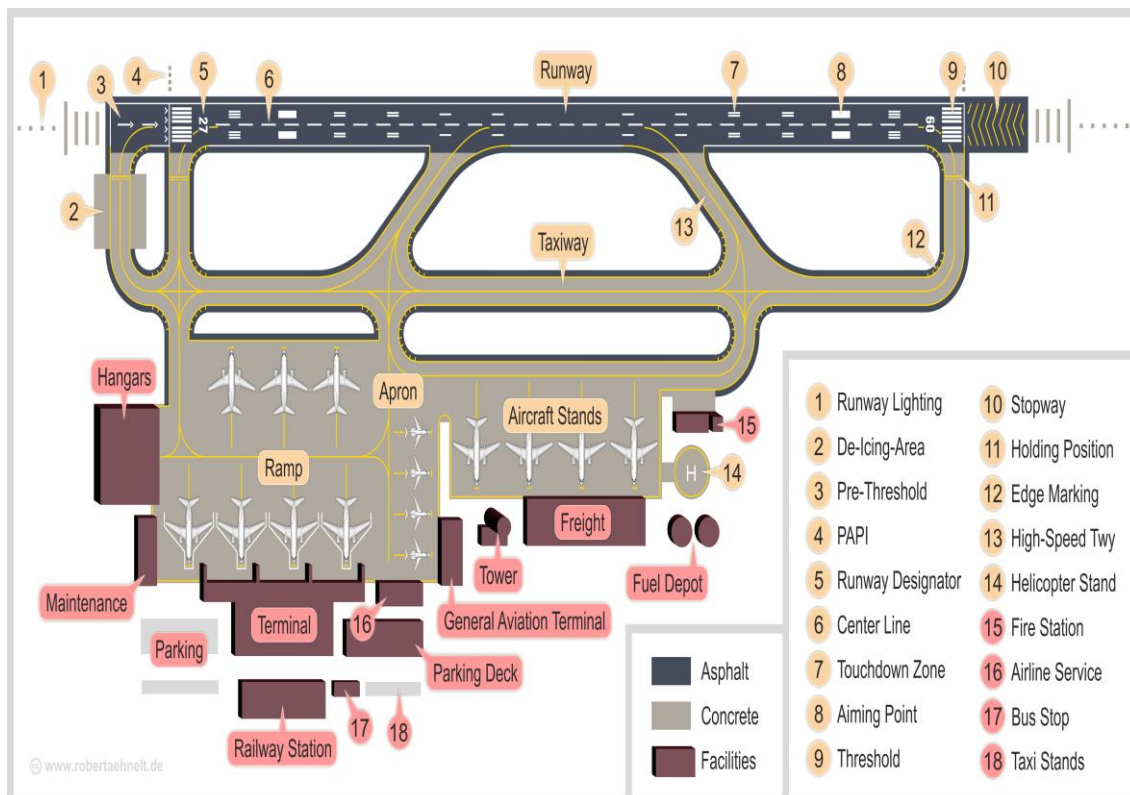 1
2
3
4
5
6
Runway
7
8
9
10
27
09
11
12
13
Taxiway
Hangars
Apron
Aircraft Stands
Ramp
15
14
H
Freight
Tower
Fuel Depot
Maintenance
16
General Aviation Terminal
Terminal
Parking
Parking Deck
17
18
Railway Station
cc www.robertaehnelt.de
Asphalt
Concrete
Facilities
1 Runway Lighting
2 De-Icing-Area
3 Pre-Threshold
4 PAPI
5 Runway Designator
6 Center Line
7 Touchdown Zone
8 Aiming Point
9 Threshold
10 Stopway
11 Holding Position
12 Edge Marking
13 High-Speed Twy
14 Helicopter Stand
15 Fire Station
16 Airline Service
17 Bus Stop
18 Taxi Stands